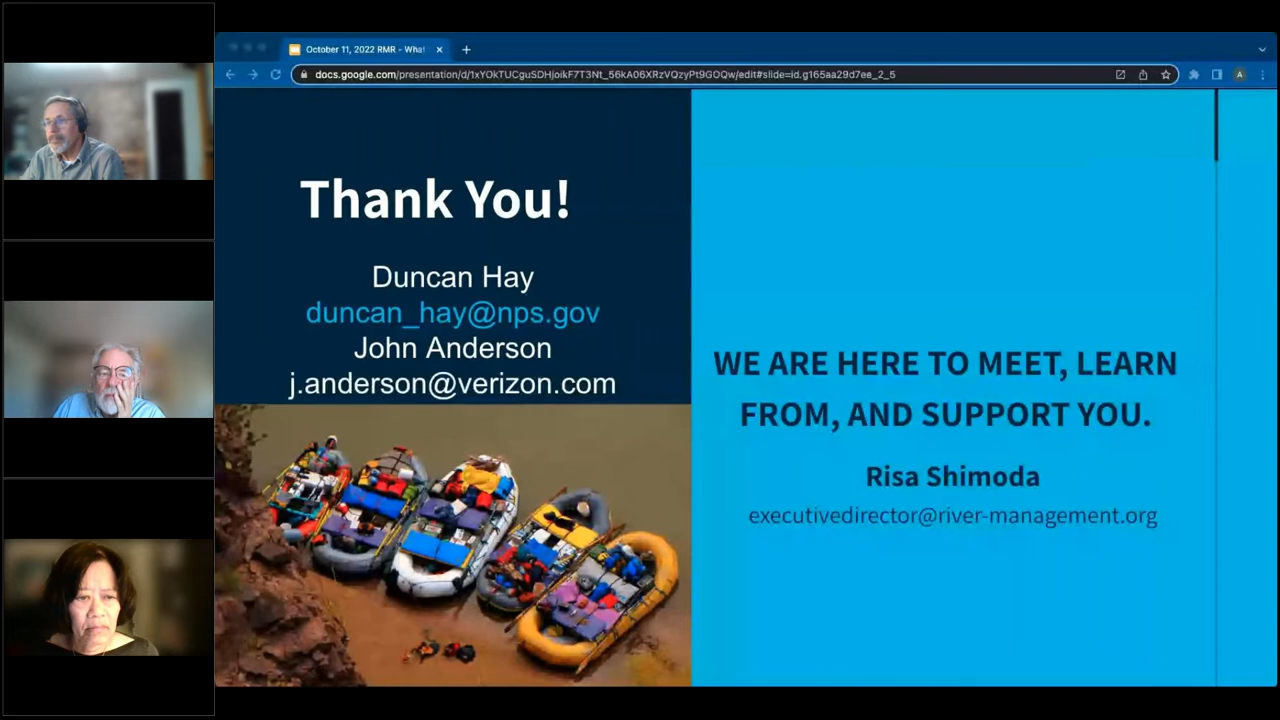 October 11, 2022 RMR - What
docs.google.com/presentation/d/1xYOkTUCguSDHjoikF7T3Nt_56kA06XRzVQzyPt9GOQw/edit#slide=id.g165aa29d7ee_2_5
A
Thank You!
Duncan Hay
duncan_hay@nps.gov
John Anderson
j.anderson@verizon.com
WE ARE HERE TO MEET, LEARN
FROM, AND SUPPORT YOU.
Risa Shimoda
executivedirector@river-management.org